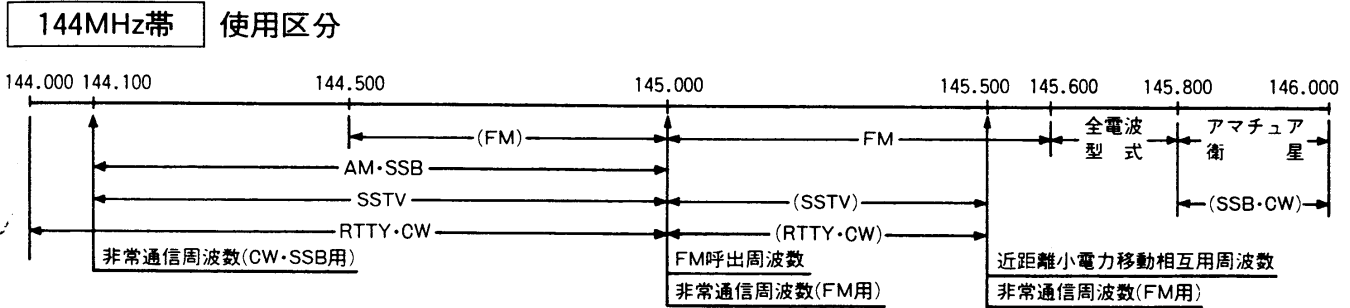 144MHz帯 使用区分
144.000 144.100 144.500 145.000 145.500 145.600 145.800 146.000
(FM) FM 全電波 アマチュア
型式 衛星
AM・SSB
SSTV (SSTV) (SSB・CW)
RTTY・CW (RTTY・CW)
非常通信周波数(CW・SSB用) FM呼出周波数 近距離小電力移動相互用周波数
非常通信周波数(FM用) 非常通信周波数(FM用)